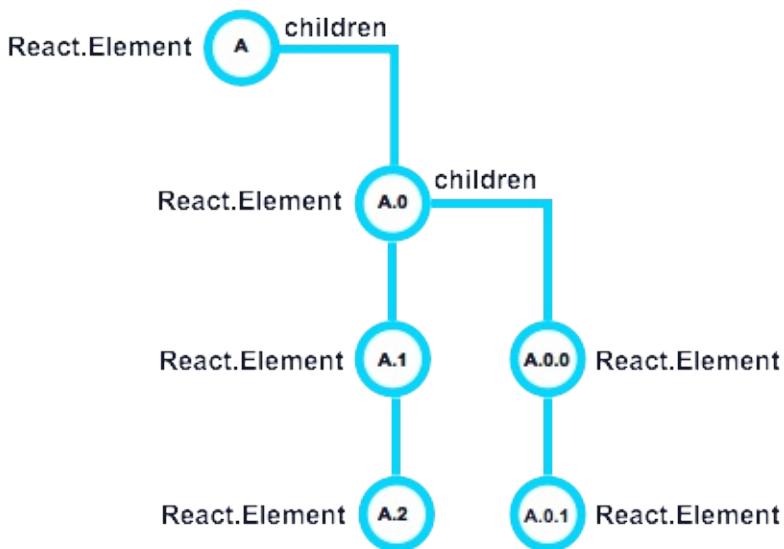 children
React.Element A
children
React.Element A.0
React.Element A.1 A.0.0 React.Element
React.Element A.2 A.0.1 React.Element